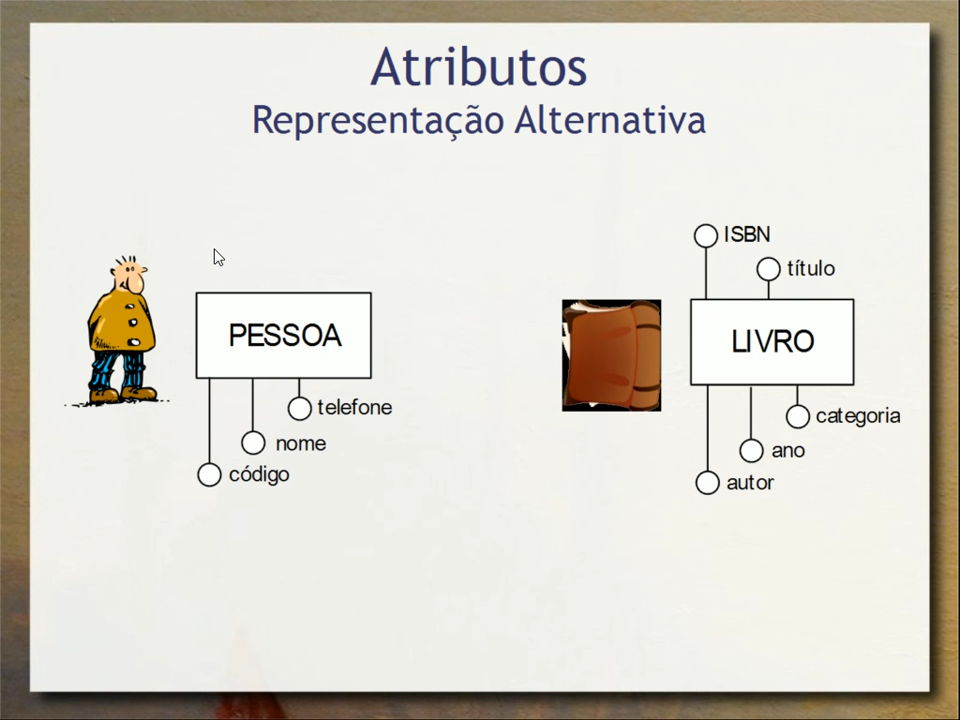 Atributos
Representação Alternativa
PESSOA
telefone
nome
código
ISBN
título
LIVRO
categoria
ano
autor